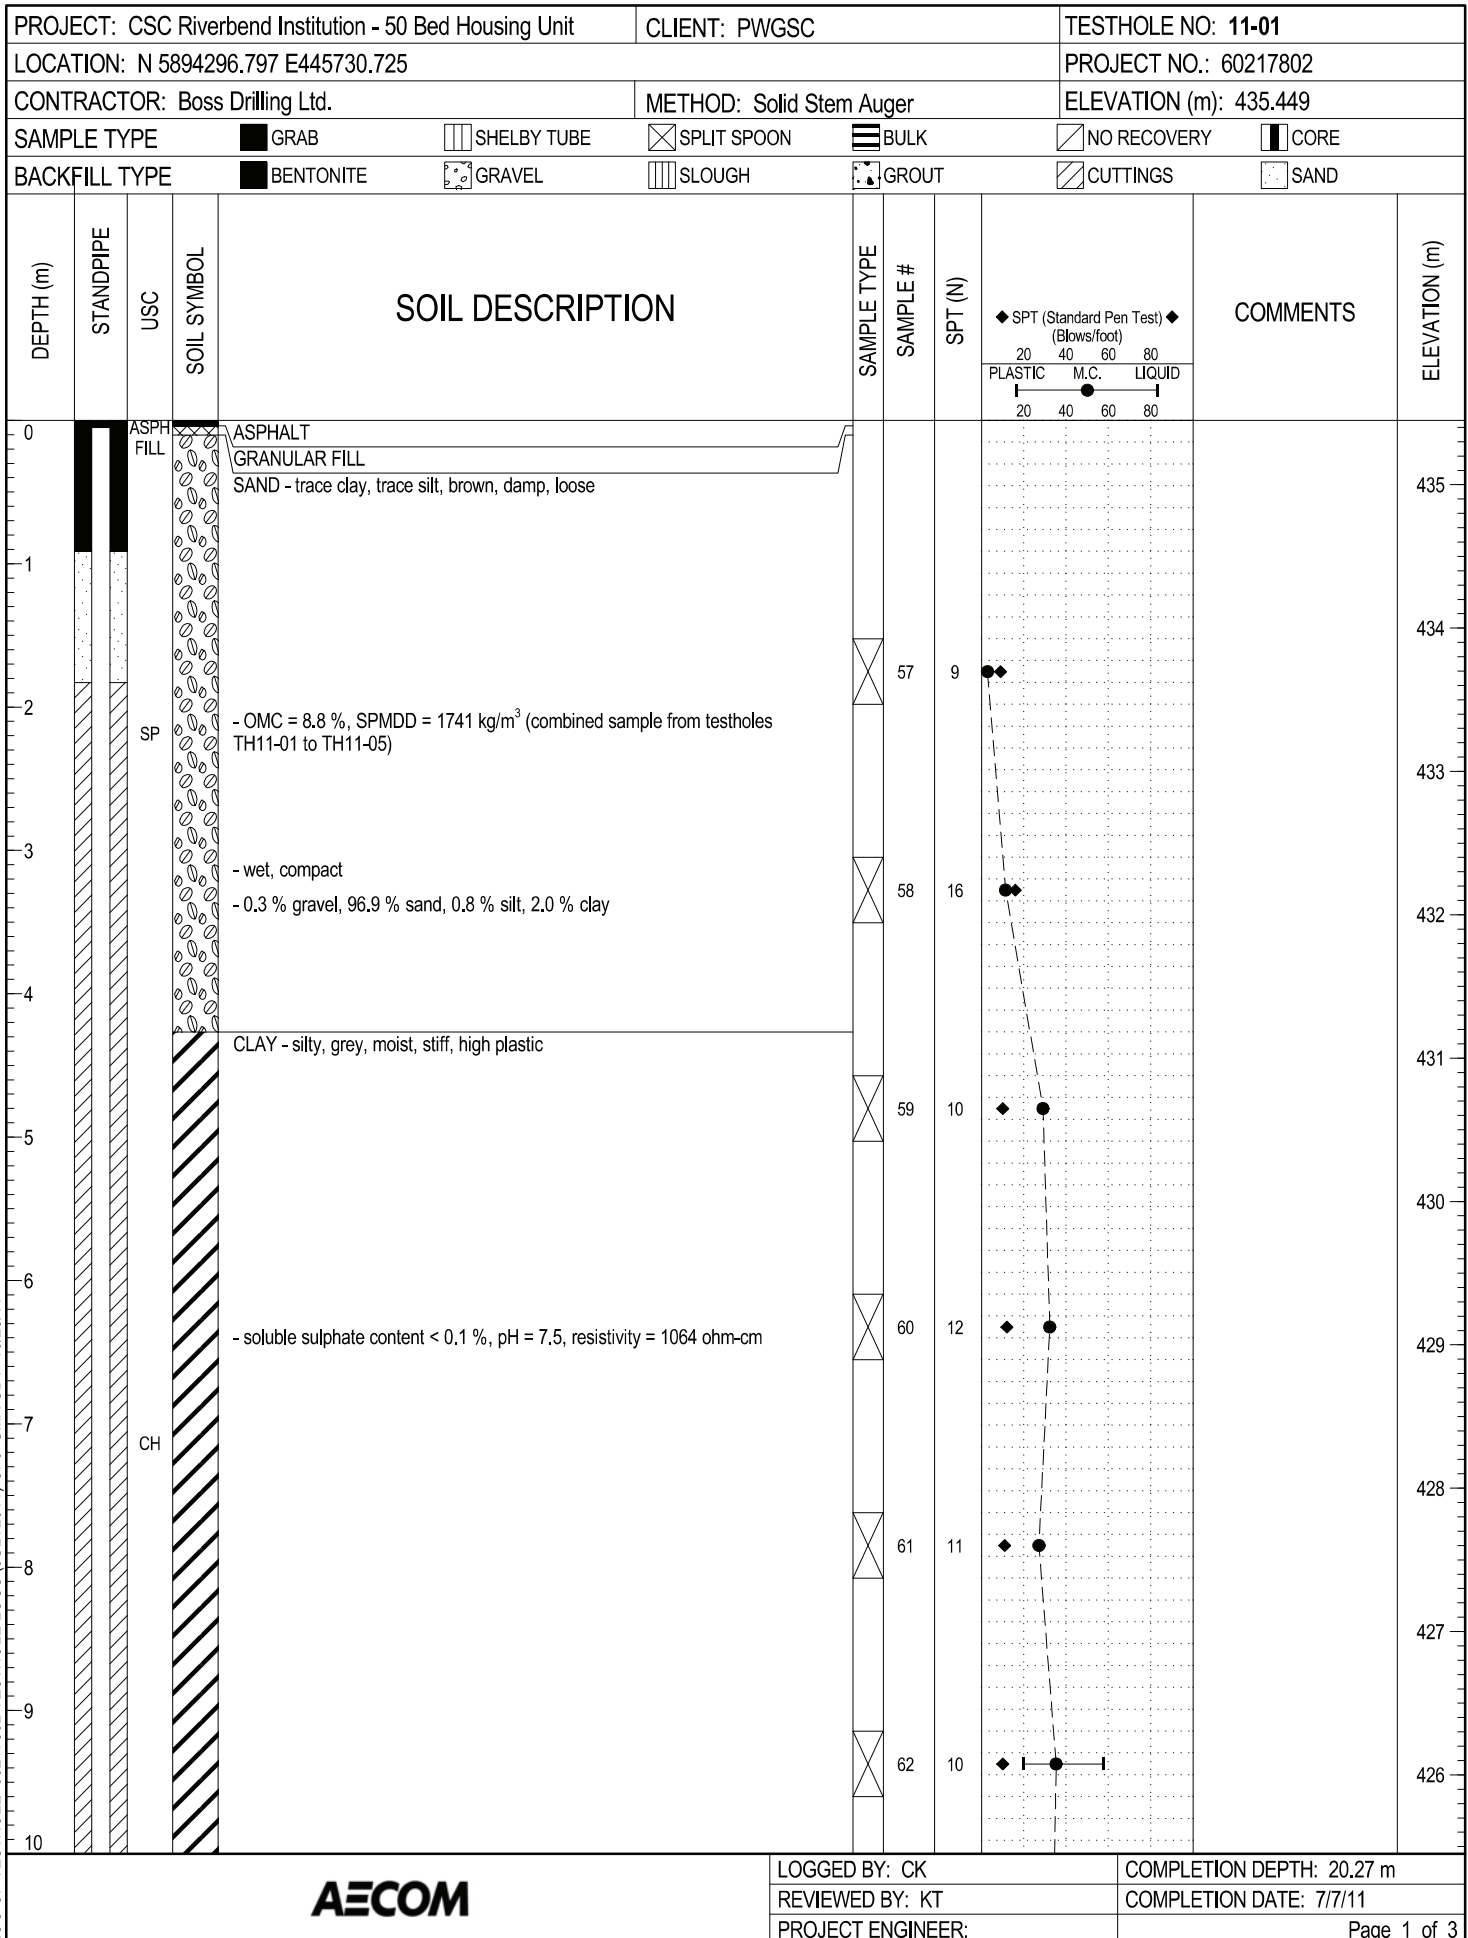 PROJECT: CSC Riverbend Institution - 50 Bed Housing Unit CLIENT: PWGSC TESTHOLE NO: 11-01
LOCATION: N 5894296.797 E445730.725 PROJECT NO.: 60217802
CONTRACTOR: Boss Drilling Ltd. METHOD: Solid Stem Auger ELEVATION (m): 435.449
SAMPLE TYPE GRAB SHELBY TUBE SPLIT SPOON BULK NO RECOVERY CORE
BACKFILL TYPE BENTONITE GRAVEL SLOUGH GROUT CUTTINGS SAND
DEPTH (m) STANDPIPE USC SOIL SYMBOL SOIL DESCRIPTION SAMPLE TYPE SAMPLE # SPT (N) COMMENTS ELEVATION (m)
SPT (Standard Pen Test)
(Blows/foot)
20 40 60 80
PLASTIC M.C. LIQUID
20 40 60 80
0 ASPH ASPHALT
FILL GRANULAR FILL
SAND - trace clay, trace silt, brown, damp, loose 435
1
434
57 9
2 - OMC = 8.8 %, SPMDD = 1741 kg/m³ (combined sample from testholes
SP TH11-01 to TH11-05)
433
3
- wet, compact
58 16
- 0.3 % gravel, 96.9 % sand, 0.8 % silt, 2.0 % clay 432
4
CLAY - silty, grey, moist, stiff, high plastic 431
59 10
5
430
6
- soluble sulphate content < 0.1 %, pH = 7.5, resistivity = 1064 ohm-cm 60 12
429
7
CH
428
61 11
8
427
9
62 10
426
10
AECOM
LOGGED BY: CK COMPLETION DEPTH: 20.27 m
REVIEWED BY: KT COMPLETION DATE: 7/7/11
PROJECT ENGINEER: Page 1 of 3